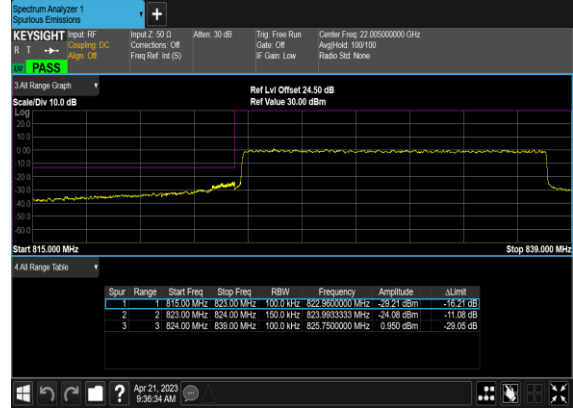 Spectrum Analyzer 1
Spurious Emissions
+
KEYSIGHT Input: RF
R T Coupling: DC
Align: Off
Input Z: 50 Ω
Corrections: Off
Freq Ref: Int (S)
Atten: 30 dB
Trig: Free Run
Gate: Off
IF Gain: Low
Center Freq: 22.005000000 GHz
Avg|Hold: 100/100
Radio Std: None
PASS
3 All Range Graph
Scale/Div 10.0 dB
Ref Lvl Offset 24.50 dB
Ref Value 30.00 dBm
Log
20.0
10.0
0.00
-10.0
-20.0
-30.0
-40.0
-50.0
-60.0
Start 815.000 MHz
Stop 839.000 MHz
4 All Range Table
Spur Range Start Freq Stop Freq RBW Frequency Amplitude ΔLimit
1 1 815.00 MHz 823.00 MHz 100.0 kHz 822.9600000 MHz -29.21 dBm -16.21 dB
2 2 823.00 MHz 824.00 MHz 150.0 kHz 823.9933333 MHz -24.08 dBm -11.08 dB
3 3 824.00 MHz 839.00 MHz 100.0 kHz 825.7500000 MHz 0.950 dBm -29.05 dB
?
Apr 21, 2023
9:36:34 AM